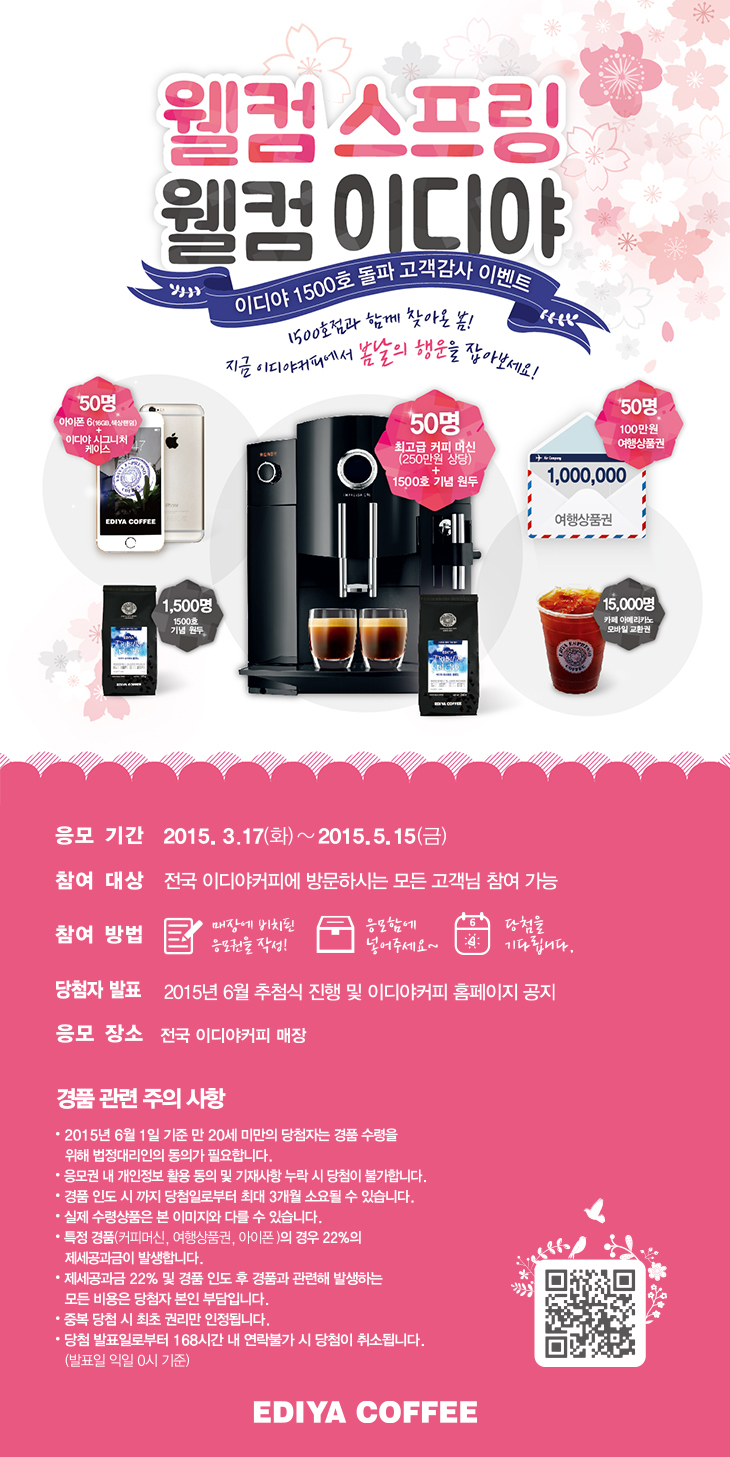 웰컴 스프링
웰컴 이디야
이디야 1500호 돌파 고객감사 이벤트
1500호점과 함께 찾아온 봄!
지금 이디야커피에서 봄날의 행운을 잡아보세요!
50명
아이폰 6(16GB,색상랜덤)
+
이디야 시그니처
케이스
EDIYA COFFEE
50명
최고급 커피 머신
(250만원 상당)
+
1500호 기념 원두
50명
100만원
여행상품권
1,000,000
여행상품권
1,500명
1500호
기념 원두
EDIYA COFFEE
EDIYA COFFEE
15,000명
카페 아메리카노
모바일 교환권
응모 기간 2015. 3.17(화) ~ 2015.5.15(금)
참여 대상 전국 이디야커피에 방문하시는 모든 고객님 참여 가능
참여 방법 매장에 비치된 응모함에 6 당첨을
응모권을 작성! 넣어주세요~ 기다립니다.
당첨자 발표 2015년 6월 추첨식 진행 및 이디야커피 홈페이지 공지
응모 장소 전국 이디야커피 매장
경품 관련 주의 사항
• 2015년 6월 1일 기준 만 20세 미만의 당첨자는 경품 수령을
위해 법정대리인의 동의가 필요합니다.
• 응모권 내 개인정보 활용 동의 및 기재사항 누락 시 당첨이 불가합니다.
• 경품 인도 시 까지 당첨일로부터 최대 3개월 소요될 수 있습니다.
• 실제 수령상품은 본 이미지와 다를 수 있습니다.
• 특정 경품(커피머신, 여행상품권, 아이폰 )의 경우 22%의
제세공과금이 발생합니다.
• 제세공과금 22% 및 경품 인도 후 경품과 관련해 발생하는
모든 비용은 당첨자 본인 부담입니다.
• 중복 당첨 시 최초 권리만 인정됩니다.
• 당첨 발표일로부터 168시간 내 연락불가 시 당첨이 취소됩니다.
(발표일 익일 0시 기준)
EDIYA COFFEE